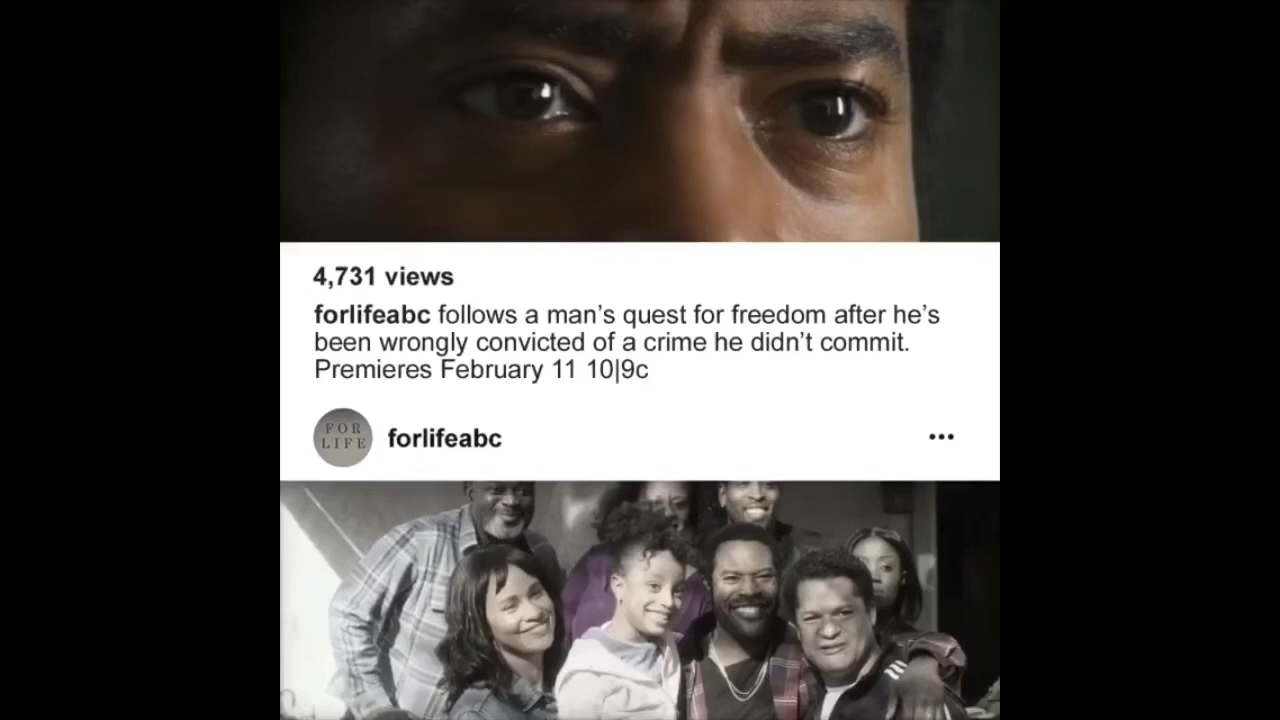 4,731 views
forlifeabc follows a man’s quest for freedom after he’s
been wrongly convicted of a crime he didn’t commit.
Premieres February 11 10|9c
FOR
LIFE
forlifeabc